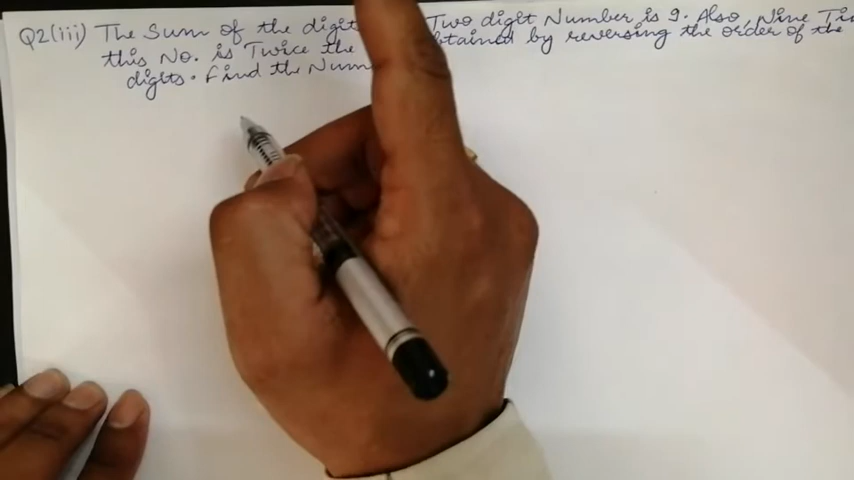 Q2(iii) The Sum of the digit Two digit Number is 9. Also, Nine Ti
this No. is Twice the btained by reversing the order of the
digits. Find the Num